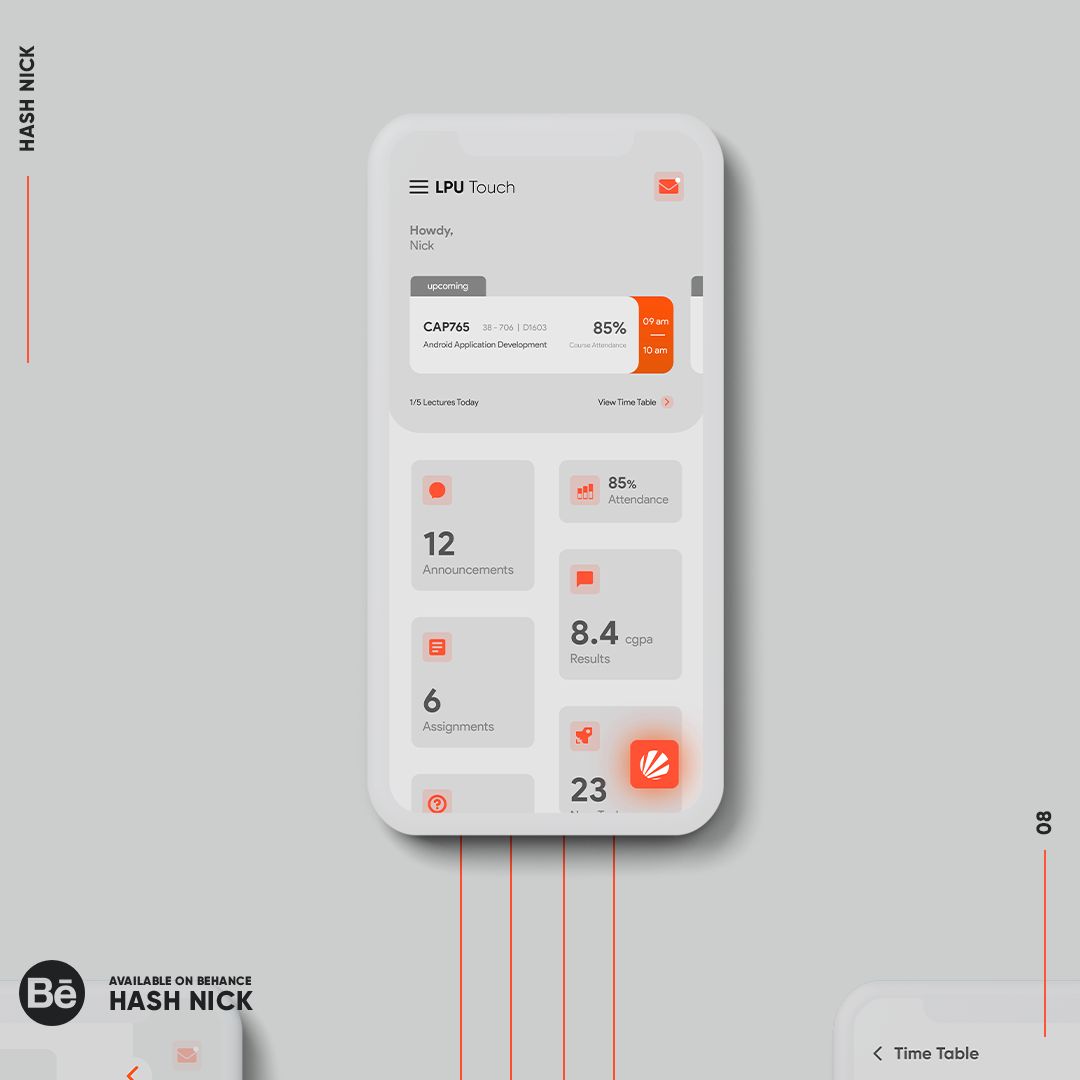 HASH NICK
LPU Touch
Howdy,
Nick
upcoming
CAP765 38 - 706 | D1603 85%
Android Application Development Course Attendance
09 am
10 am
1/5 Lectures Today View Time Table
12
Announcements
85%
Attendance
8.4 cgpa
Results
6
Assignments
23
08
Bē
AVAILABLE ON BEHANCE
HASH NICK
Time Table